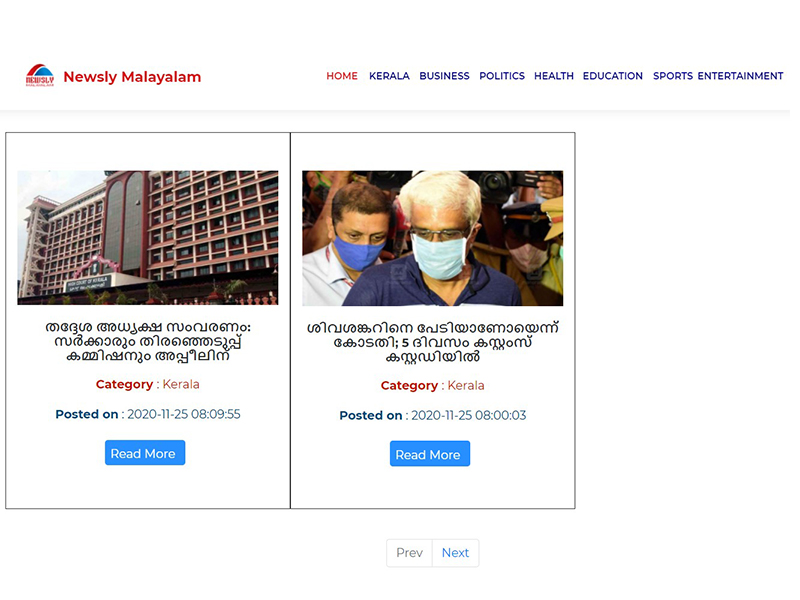 NEWSLY
Newsly Malayalam
HOME KERALA BUSINESS POLITICS HEALTH EDUCATION SPORTS ENTERTAINMENT
HIGH COURT OF KERALA
തദ്ദേശ അധ്യക്ഷ സംവരണം:
സർക്കാരും തിരഞ്ഞെടുപ്പ്
കമ്മിഷനും അപ്പീലിന്
Category : Kerala
Posted on : 2020-11-25 08:09:55
Read More
ശിവശങ്കറിനെ പേടിയാണോയെന്ന്
കോടതി; 5 ദിവസം കസ്റ്റംസ്
കസ്റ്റഡിയിൽ
Category : Kerala
Posted on : 2020-11-25 08:00:03
Read More
Prev Next